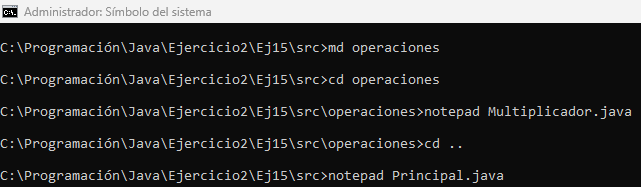 Administrador: Símbolo del sistema
C:\Programación\Java\Ejercicio2\Ej15\src>md operaciones
C:\Programación\Java\Ejercicio2\Ej15\src>cd operaciones
C:\Programación\Java\Ejercicio2\Ej15\src\operaciones>notepad Multiplicador.java
C:\Programación\Java\Ejercicio2\Ej15\src\operaciones>cd ..
C:\Programación\Java\Ejercicio2\Ej15\src>notepad Principal.java